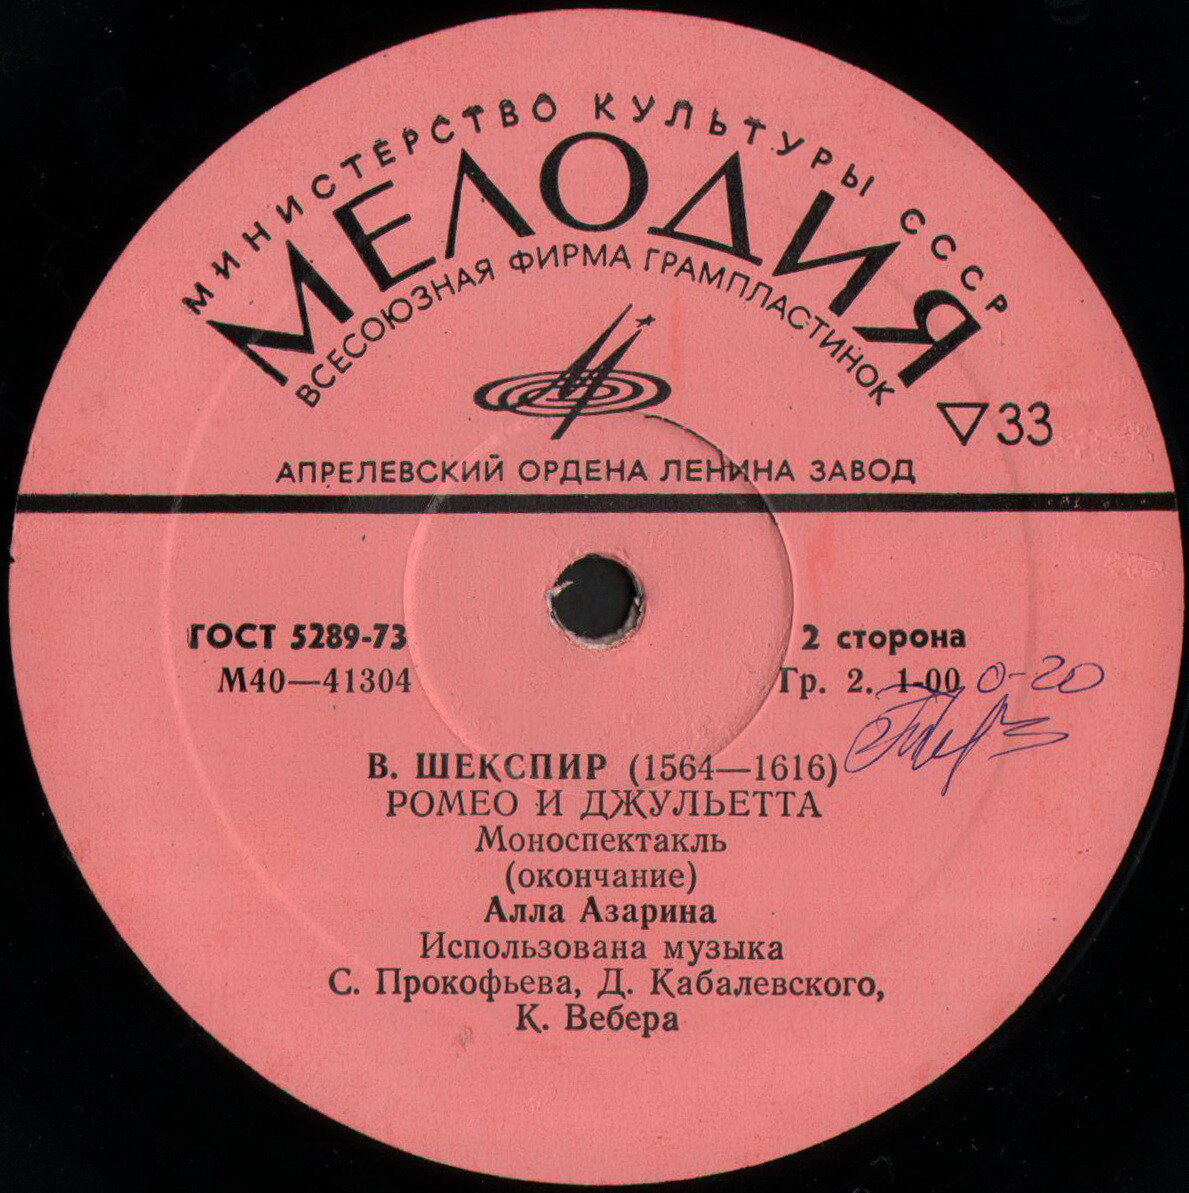 МИНИСТЕРСТВО КУЛЬТУРЫ СССР
МЕЛОДИЯ
ВСЕСОЮЗНАЯ ФИРМА ГРАМПЛАСТИНОК
▽33
АПРЕЛЕВСКИЙ ОРДЕНА ЛЕНИНА ЗАВОД
ГОСТ 5289-73
М40—41304
2 сторона
Гр. 2. 1-00 0-20
В. ШЕКСПИР (1564—1616)
РОМЕО И ДЖУЛЬЕТТА
Моноспектакль
(окончание)
Алла Азарина
Использована музыка
С. Прокофьева, Д. Кабалевского,
К. Вебера